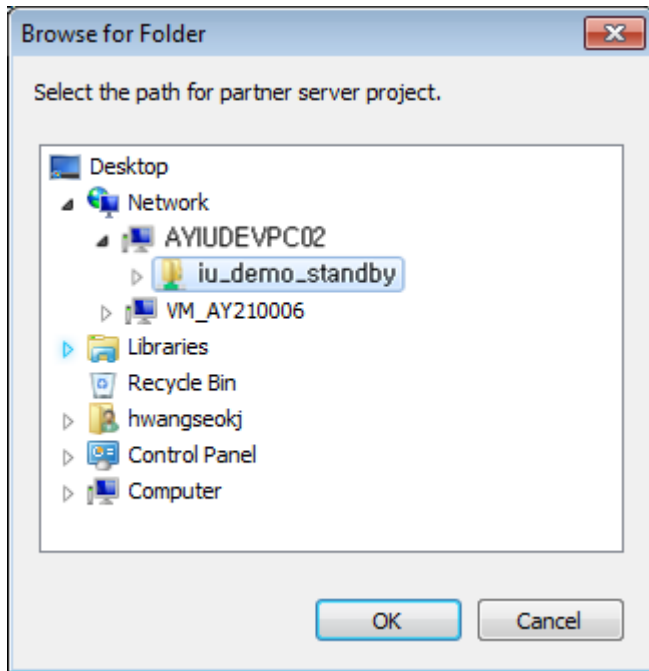 Browse for Folder
Select the path for partner server project.
Desktop
Network
AYIUDEVPC02
iu_demo_standby
VM_AY210006
Libraries
Recycle Bin
hwangseokj
Control Panel
Computer
OK
Cancel